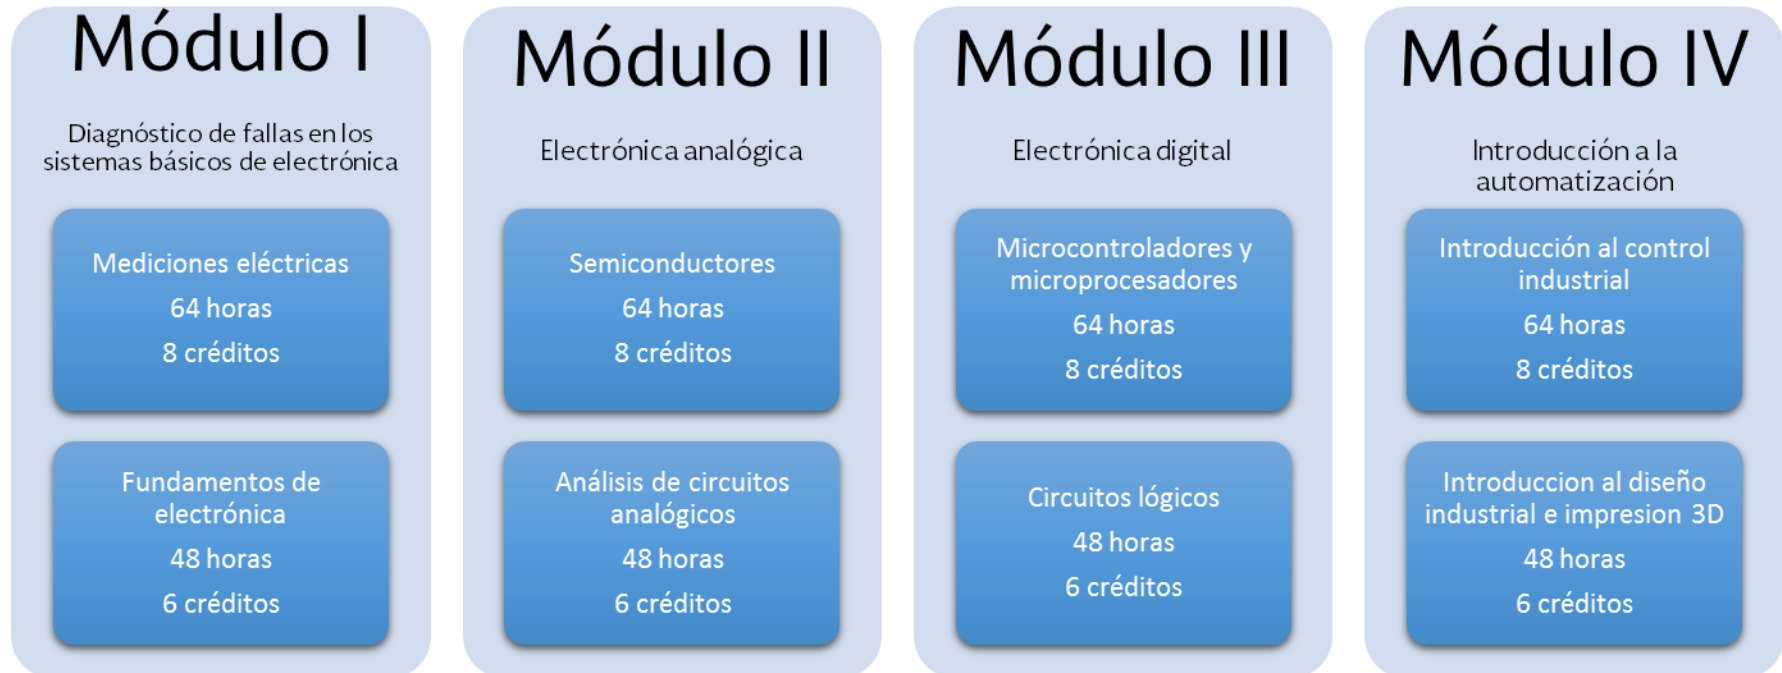 Módulo I
Diagnóstico de fallas en los
sistemas básicos de electrónica
Mediciones eléctricas
64 horas
8 créditos
Fundamentos de
electrónica
48 horas
6 créditos
Módulo II
Electrónica analógica
Semiconductores
64 horas
8 créditos
Análisis de circuitos
analógicos
48 horas
6 créditos
Módulo III
Electrónica digital
Microcontroladores y
microprocesadores
64 horas
8 créditos
Circuitos lógicos
48 horas
6 créditos
Módulo IV
Introducción a la
automatización
Introducción al control
industrial
64 horas
8 créditos
Introduccion al diseño
industrial e impresion 3D
48 horas
6 créditos